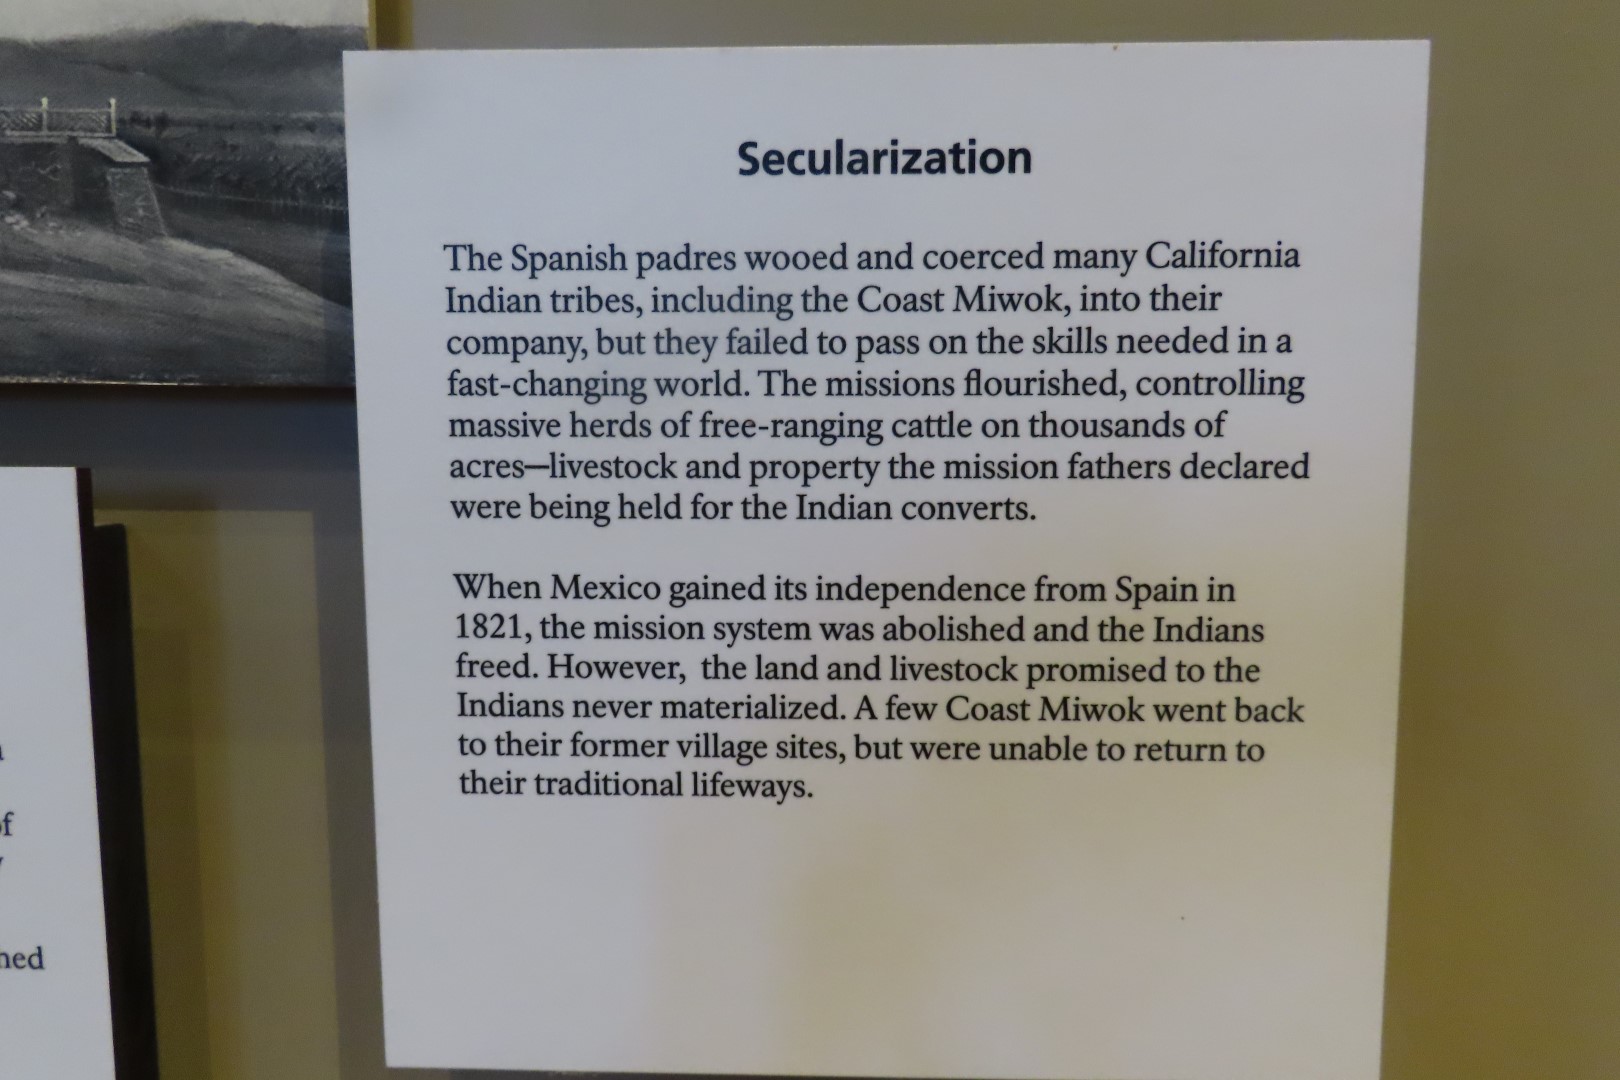 Secularization
The Spanish padres wooed and coerced many California
Indian tribes, including the Coast Miwok, into their
company, but they failed to pass on the skills needed in a
fast-changing world. The missions flourished, controlling
massive herds of free-ranging cattle on thousands of
acres—livestock and property the mission fathers declared
were being held for the Indian converts.
When Mexico gained its independence from Spain in
1821, the mission system was abolished and the Indians
freed. However, the land and livestock promised to the
Indians never materialized. A few Coast Miwok went back
to their former village sites, but were unable to return to
their traditional lifeways.